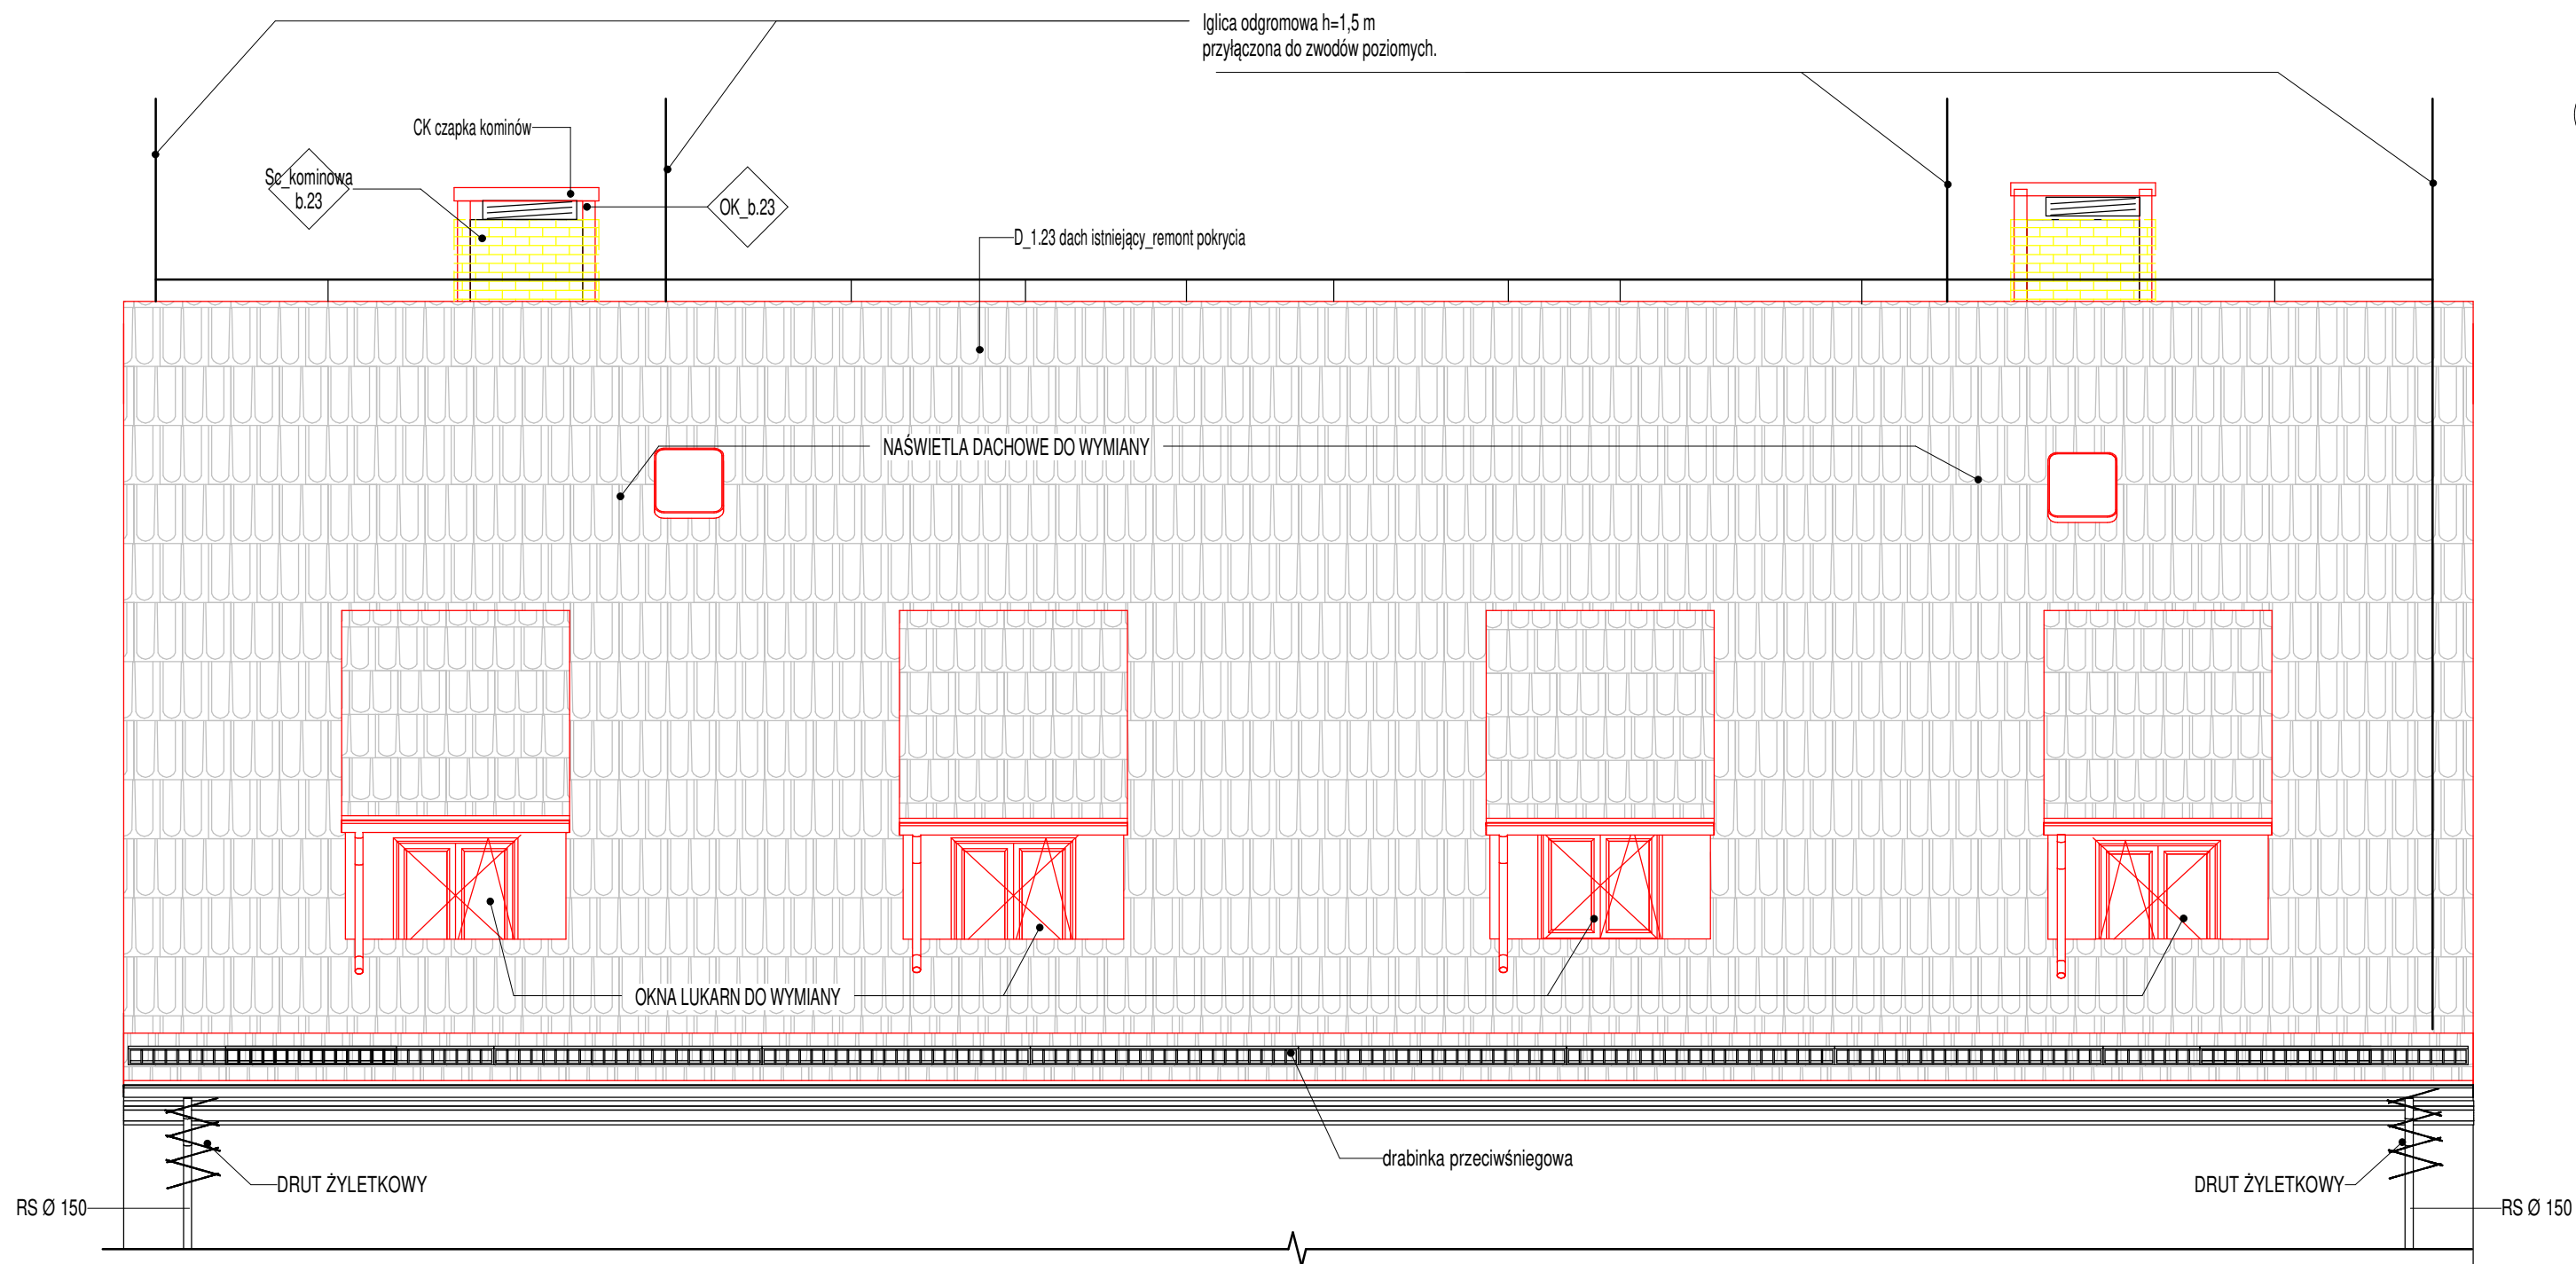 Iglica odgromowa h=1,5 m
przyłączona do zwodów poziomych.
CK czapka kominów
Sc_kominowa
b.23
OK_b.23
D_1.23 dach istniejący_remont pokrycia
NAŚWIETLA DACHOWE DO WYMIANY
OKNA LUKARN DO WYMIANY
drabinka przeciwśniegowa
DRUT ŻYLETKOWY
DRUT ŻYLETKOWY
RS Ø 150
RS Ø 150